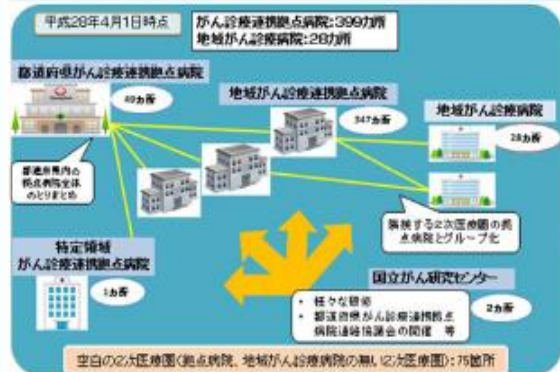 平成28年4月1日時点
がん診療連携拠点病院:399カ所
地域がん診療病院:28カ所
都道府県がん診療連携拠点病院
49カ所
地域がん診療連携拠点病院
347カ所
地域がん診療病院
28カ所
都道府県内の
拠点病院全体
のとりまとめ
隣接する2次医療圏の拠
点病院とグループ化
特定領域
がん診療連携拠点病院
1カ所
国立がん研究センター
2カ所
• 様々な研修
• 都道府県がん診療連携拠点
病院連絡協議会の開催 等
空白の2次医療圏(拠点病院、地域がん診療病院の無い2次医療圏):75箇所